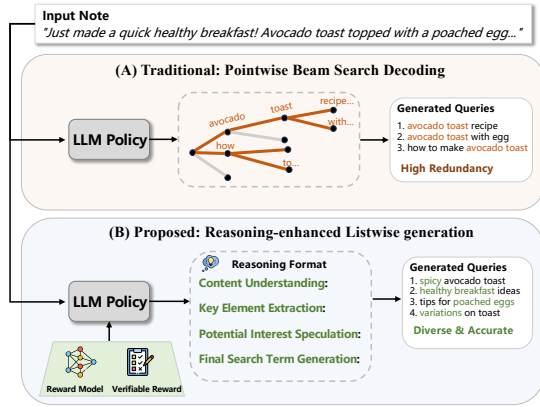 Input Note
"Just made a quick healthy breakfast! Avocado toast topped with a poached egg..."
(A) Traditional: Pointwise Beam Search Decoding
LLM Policy
avocado
toast
recipe...
with...
how
to...
Generated Queries
1. avocado toast recipe
2. avocado toast with egg
3. how to make avocado toast
High Redundancy
(B) Proposed: Reasoning-enhanced Listwise generation
LLM Policy
Reward Model
Verifiable Reward
Reasoning Format
Content Understanding:
Key Element Extraction:
Potential Interest Speculation:
Final Search Term Generation:
Generated Queries
1. spicy avocado toast
2. healthy breakfast ideas
3. tips for poached eggs
4. variations on toast
Diverse & Accurate